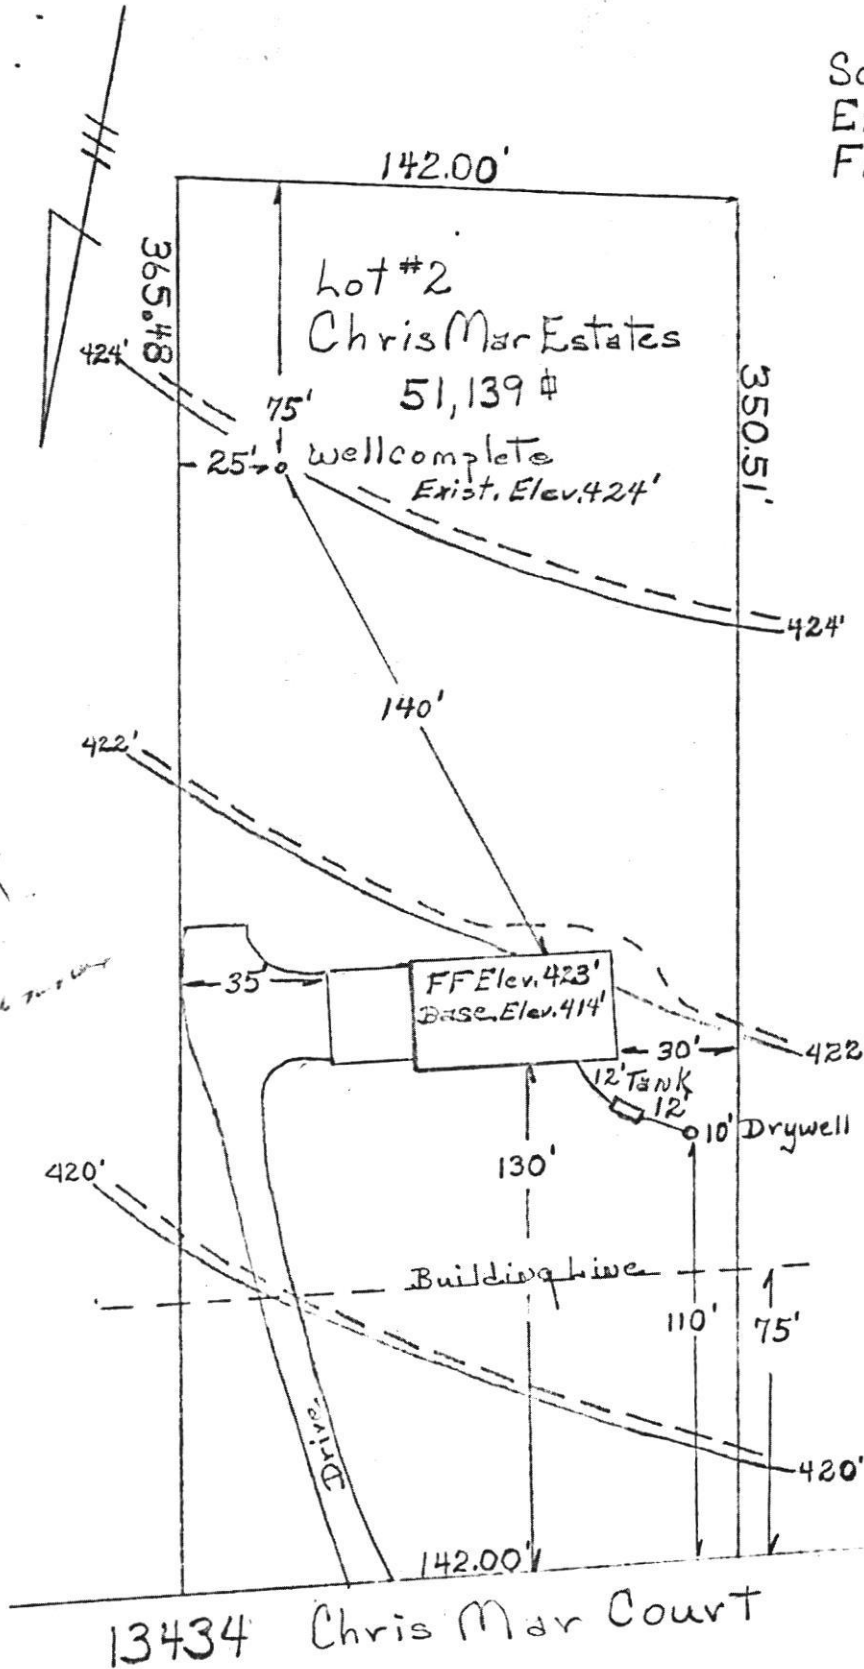 142.00'
365.48
Lot #2
Chris Mar Estates
51,139
350.51'
424'
75'
25'
well complete
Exist. Elev. 424'
424'
140'
422'
35
FF Elev. 423'
Base. Elev. 414'
30'
422
12' Tank
12'
10' Drywell
130'
420'
Building Line
110'
75'
Drive
420'
142.00'
13434 Chris Mar Court